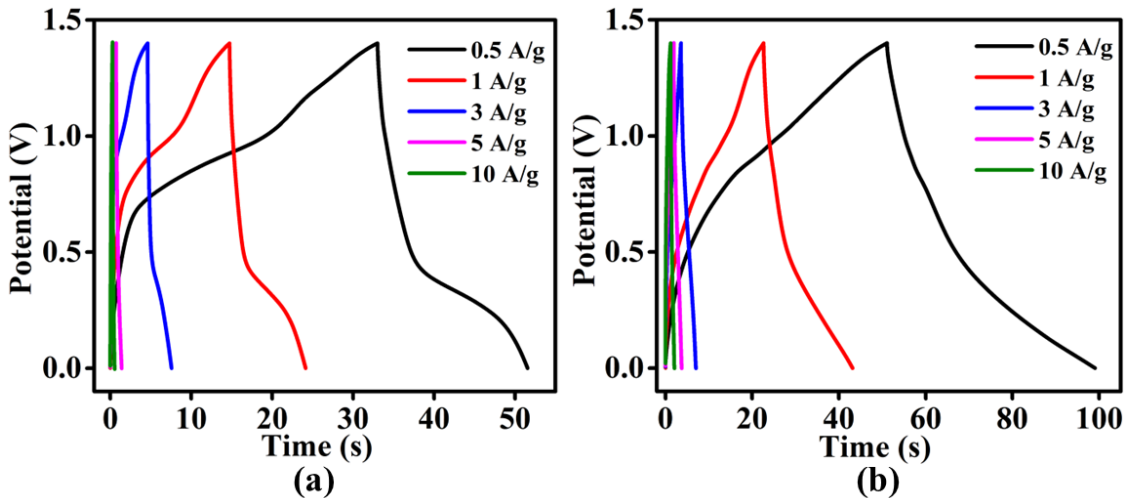 1.5
1.0
0.5
0.0
Potential (V)
0.5 A/g
1 A/g
3 A/g
5 A/g
10 A/g
0 10 20 30 40 50
Time (s)
(a)
1.5
1.0
0.5
0.0
Potential (V)
0.5 A/g
1 A/g
3 A/g
5 A/g
10 A/g
0 20 40 60 80 100
Time (s)
(b)